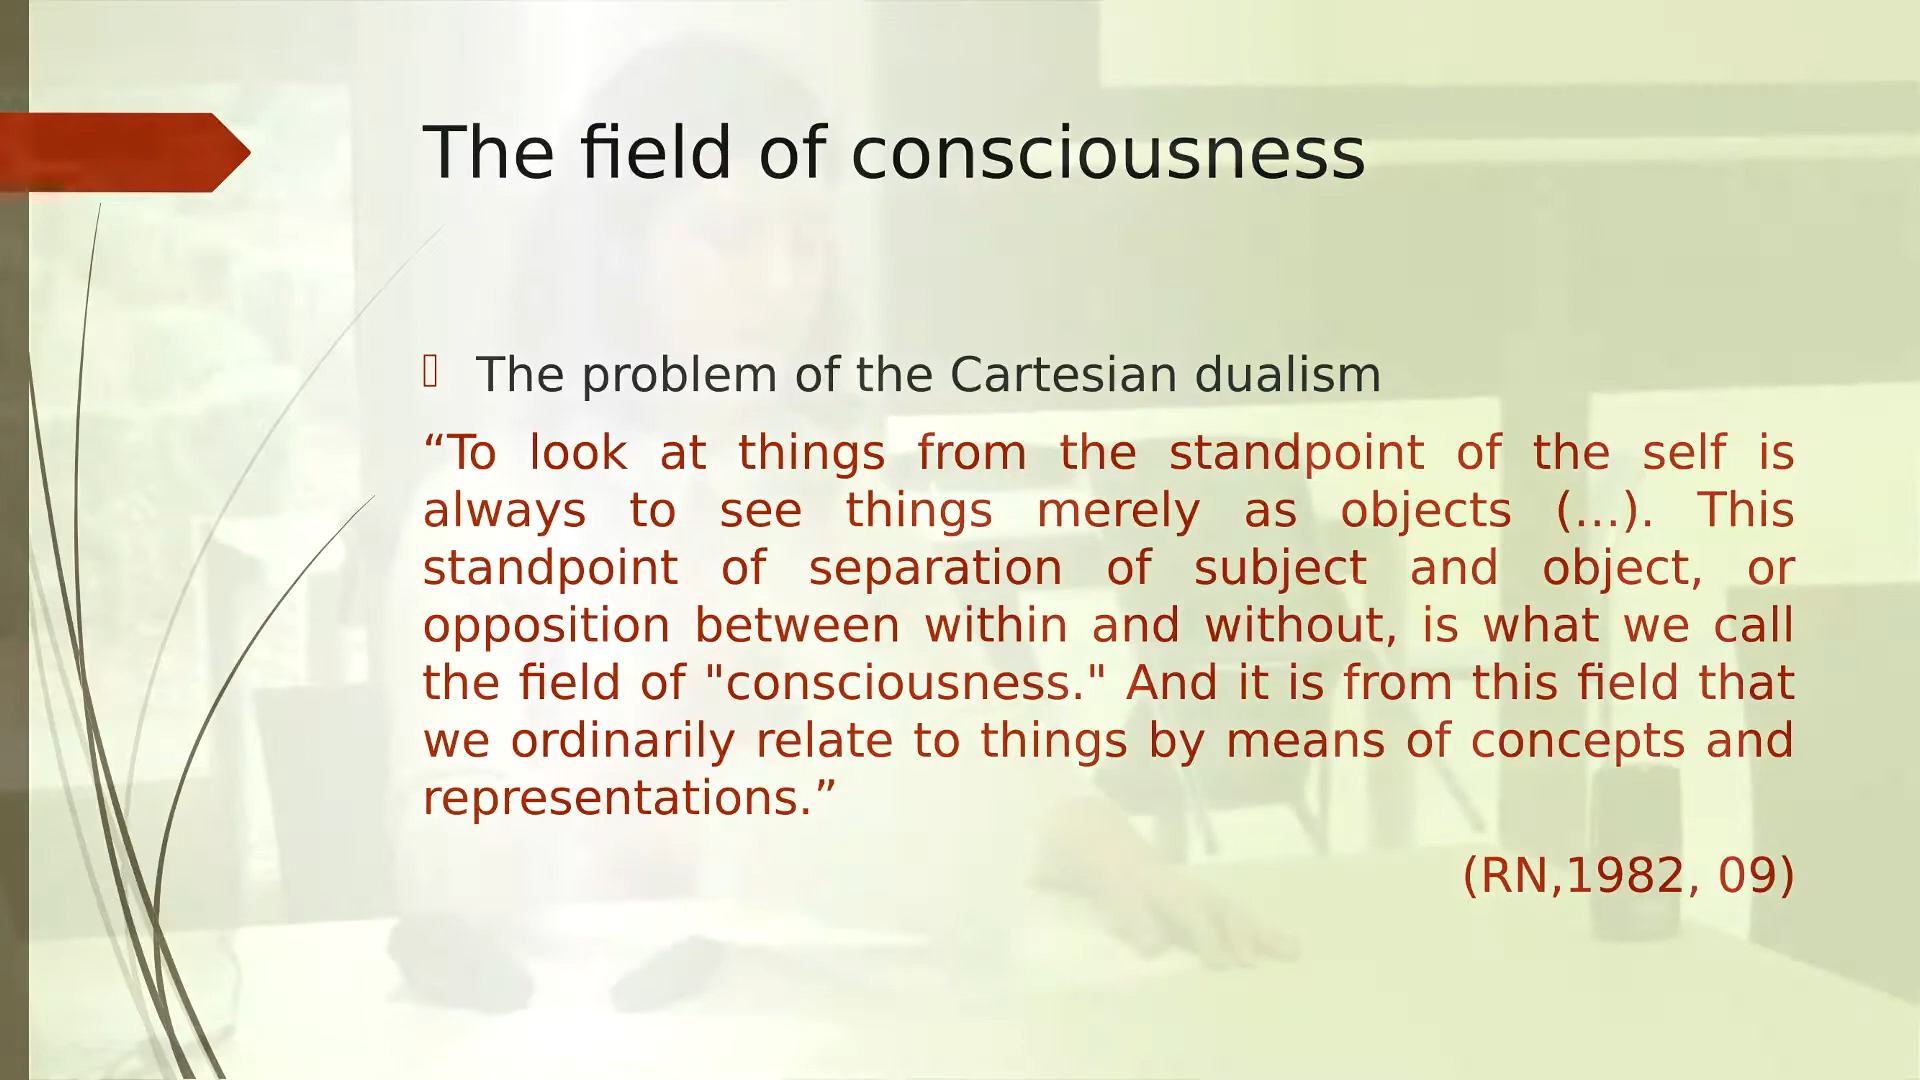 The field of consciousness
The problem of the Cartesian dualism
“To look at things from the standpoint of the self is
always to see things merely as objects (...). This
standpoint of separation of subject and object, or
opposition between within and without, is what we call
the field of "consciousness." And it is from this field that
we ordinarily relate to things by means of concepts and
representations.”
(RN,1982, 09)